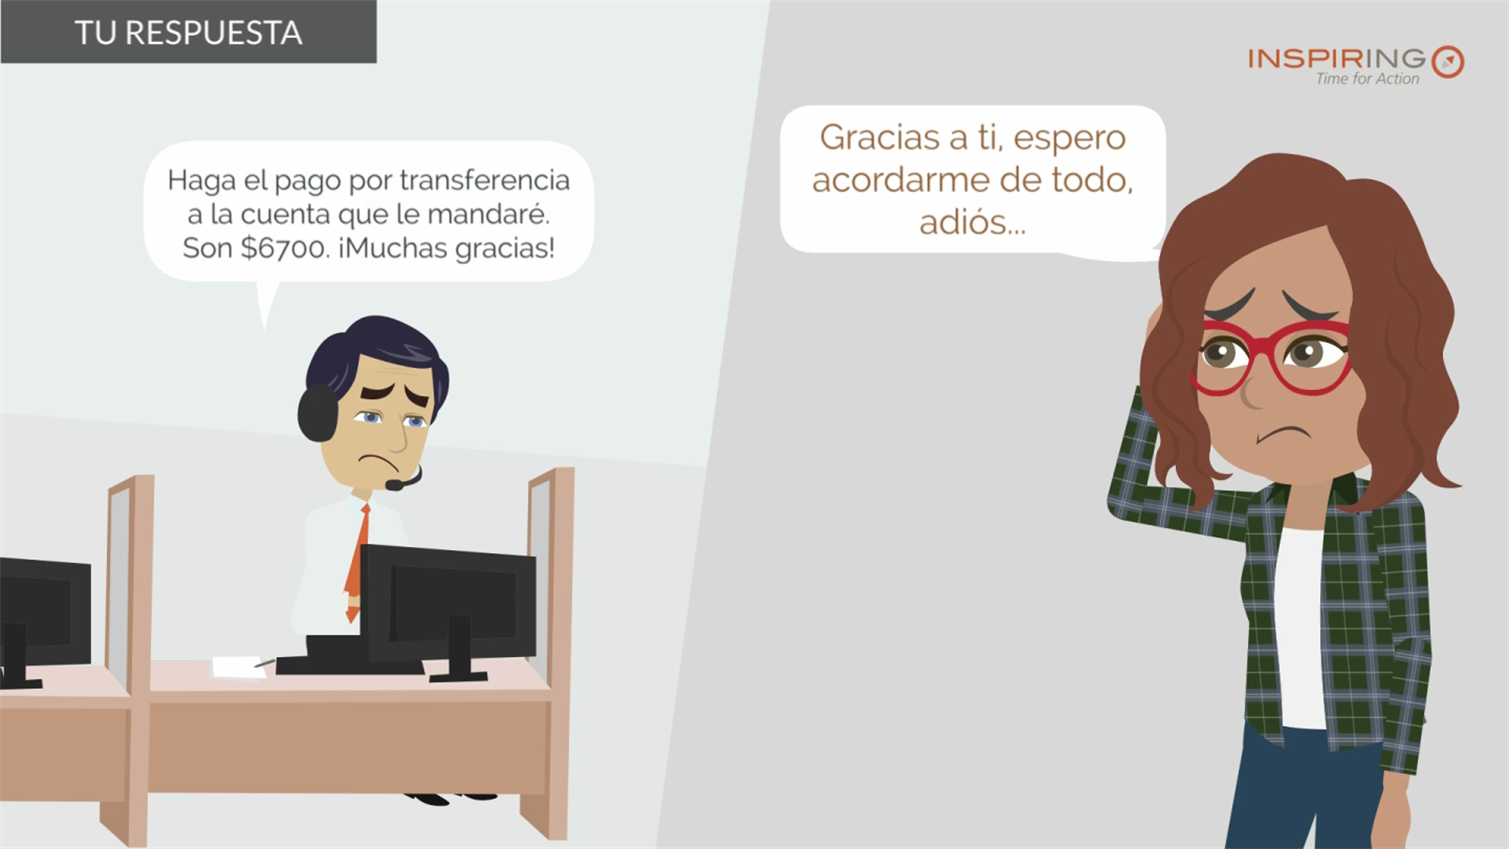 TU RESPUESTA
INSPIRING
Time for Action
Haga el pago por transferencia
a la cuenta que le mandaré.
Son $6700. ¡Muchas gracias!
Gracias a ti, espero
acordarme de todo,
adiós...